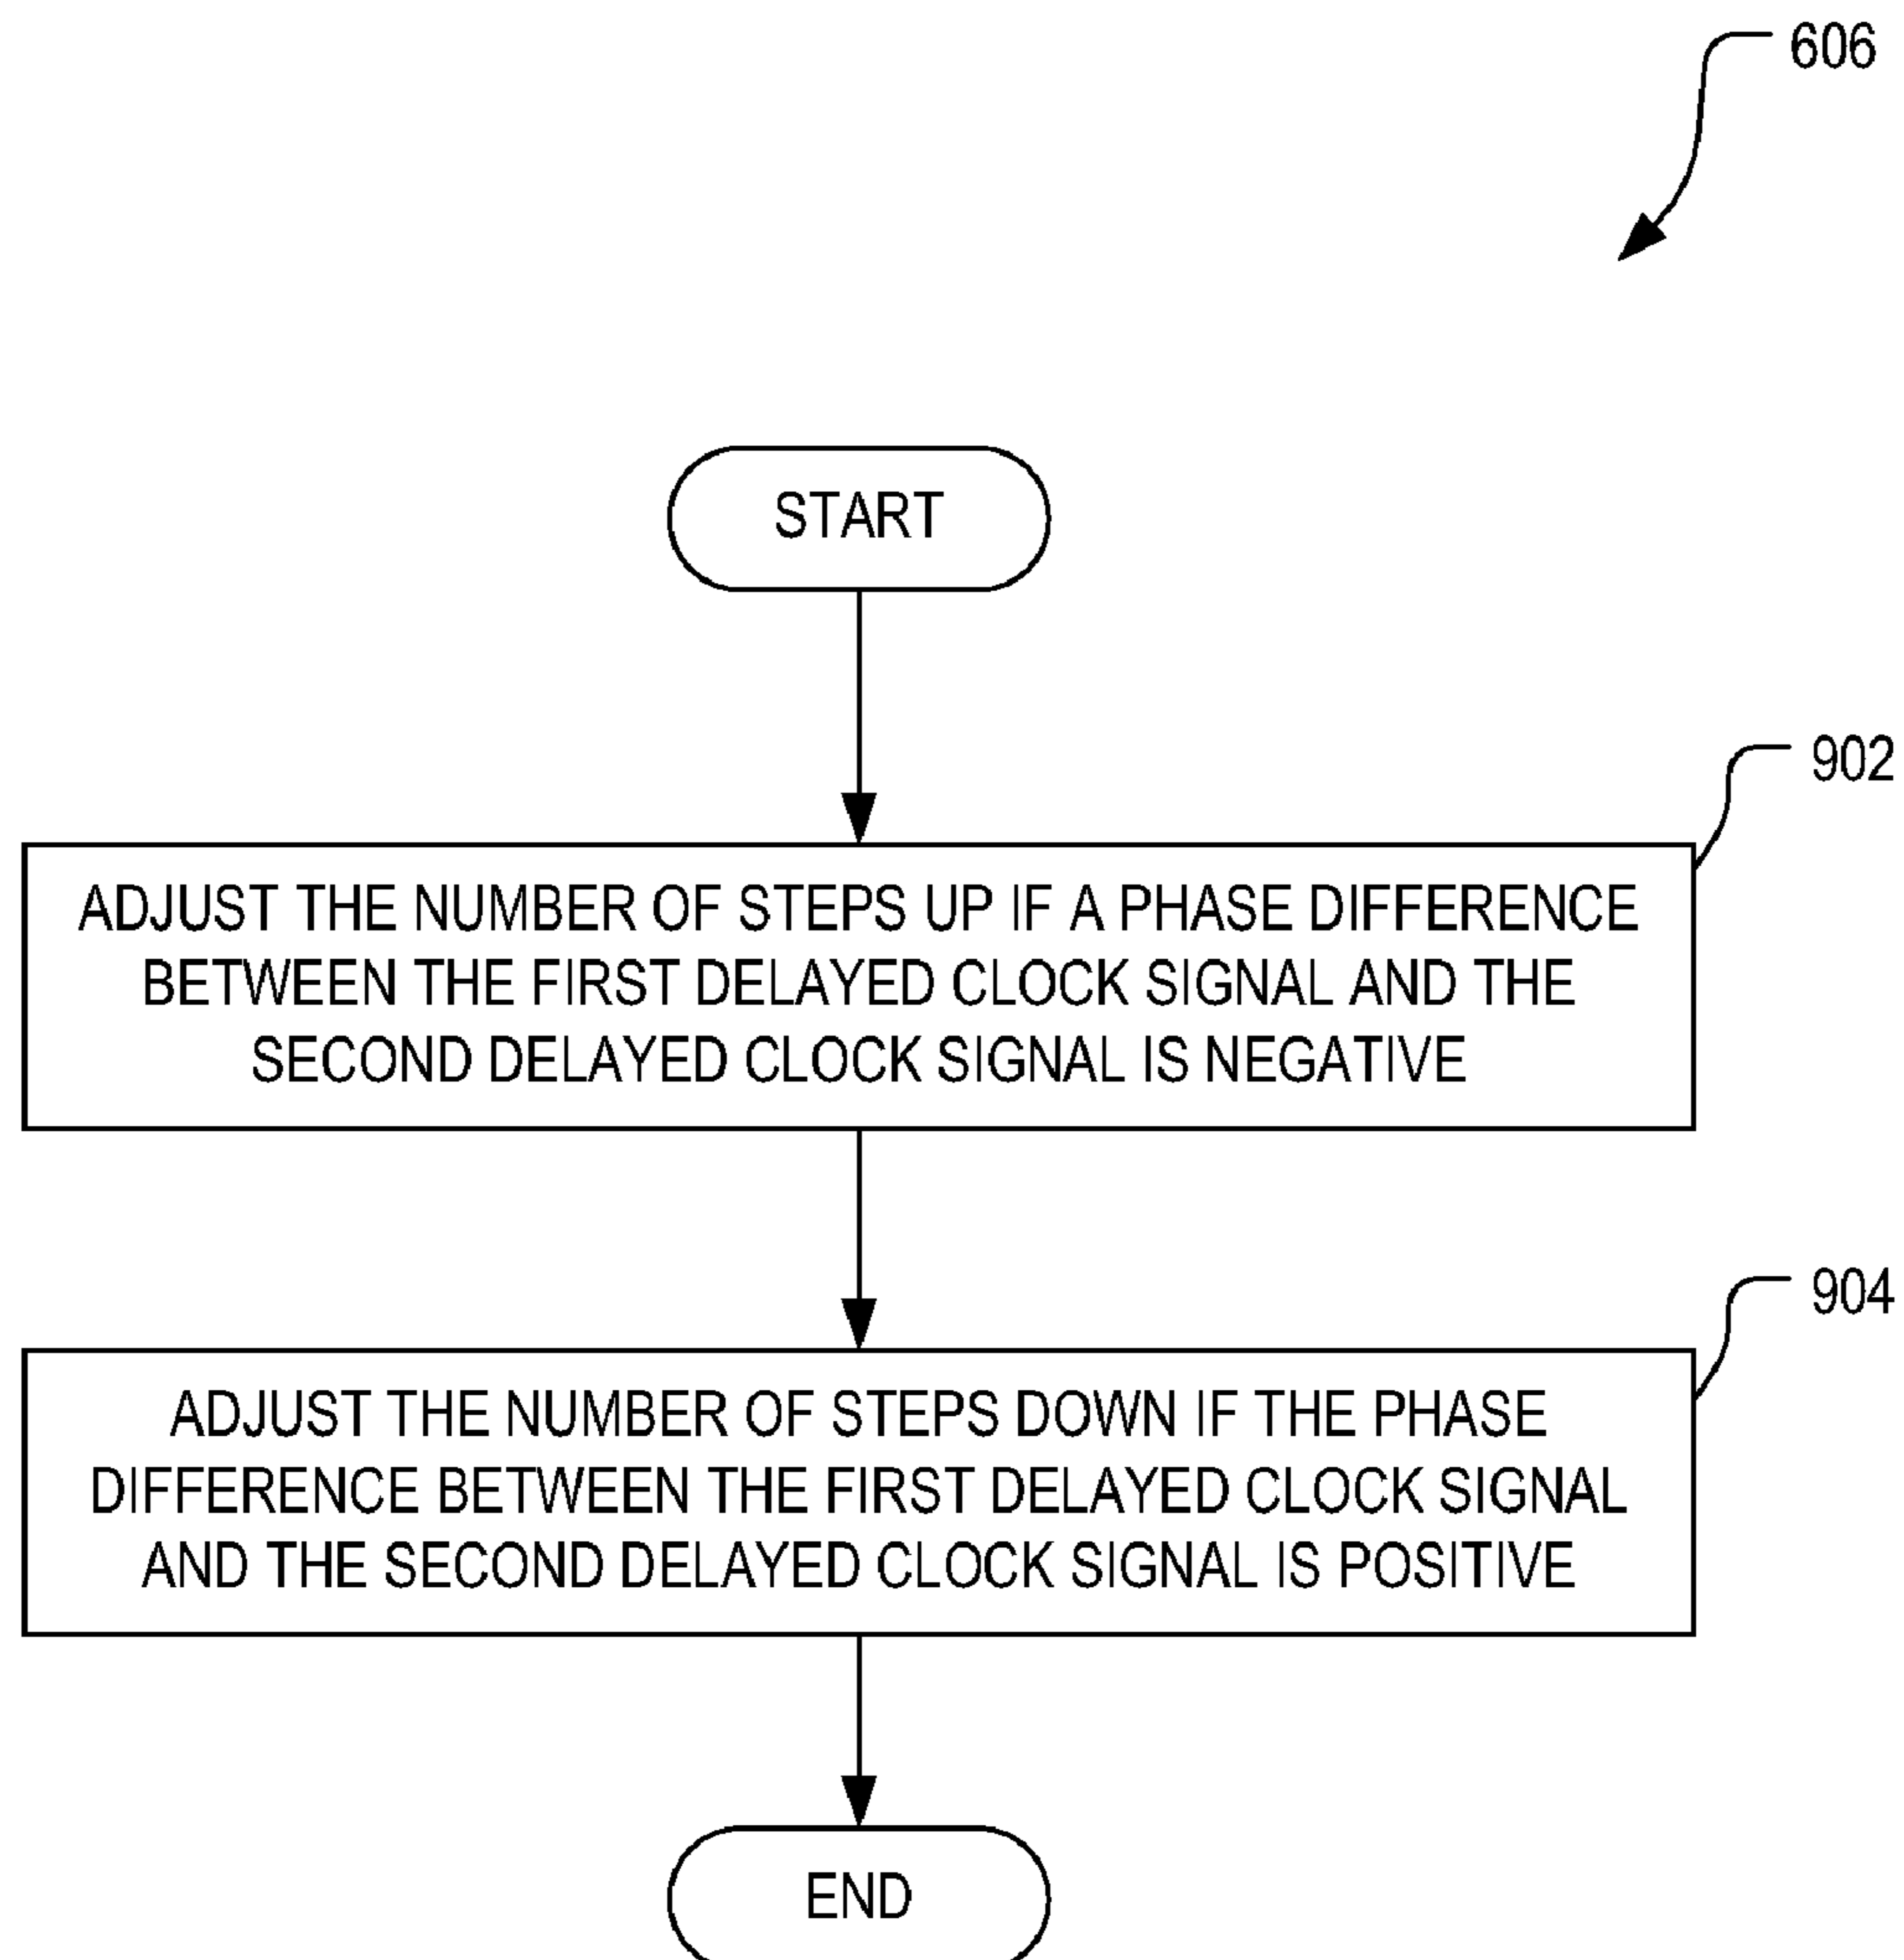 606
START
902
ADJUST THE NUMBER OF STEPS UP IF A PHASE DIFFERENCE
BETWEEN THE FIRST DELAYED CLOCK SIGNAL AND THE
SECOND DELAYED CLOCK SIGNAL IS NEGATIVE
904
ADJUST THE NUMBER OF STEPS DOWN IF THE PHASE
DIFFERENCE BETWEEN THE FIRST DELAYED CLOCK SIGNAL
AND THE SECOND DELAYED CLOCK SIGNAL IS POSITIVE
END